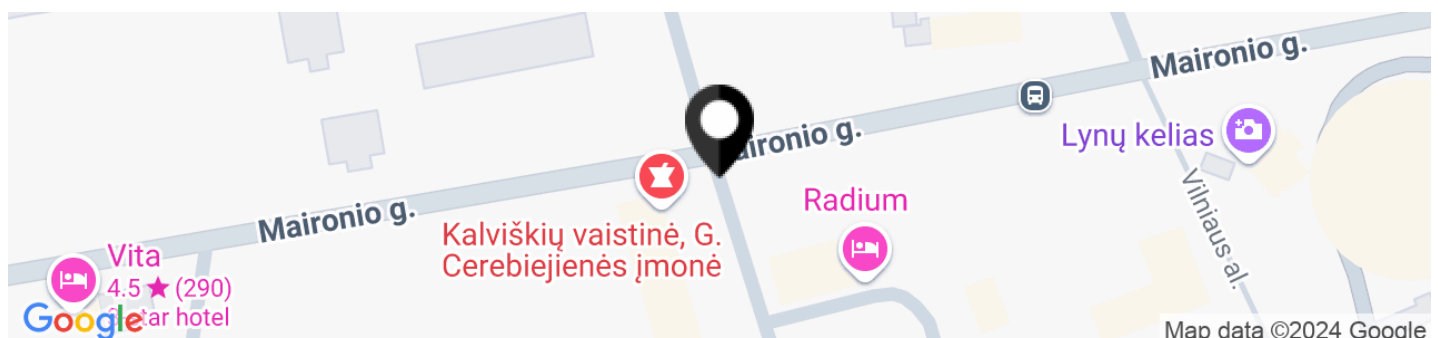 Maironio g.
Maironio g.
Lynų kelias
Maironio g.
Radium
Vilniaus al.
Kalviškių vaistinė, G.
Cerebiejienės įmonė
Vita
4.5 ★ (290)
hotel
Google
Map data ©2024 Google